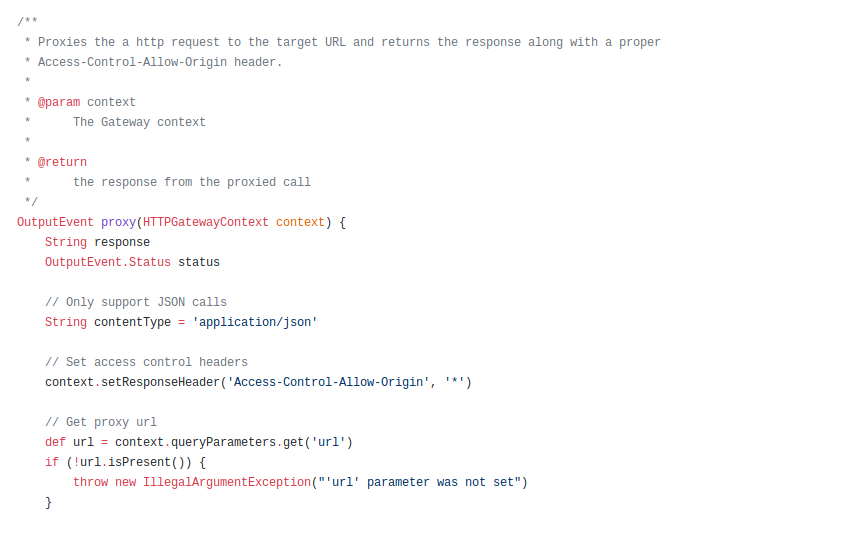 /**
 * Proxies the a http request to the target URL and returns the response along with a proper
 * Access-Control-Allow-Origin header.
 *
 * @param context
 *      The Gateway context
 *
 * @return
 *      the response from the proxied call
 */
OutputEvent proxy(HTTPGatewayContext context) {
    String response
    OutputEvent.Status status

    // Only support JSON calls
    String contentType = 'application/json'

    // Set access control headers
    context.setResponseHeader('Access-Control-Allow-Origin', '*')

    // Get proxy url
    def url = context.queryParameters.get('url')
    if (!url.isPresent()) {
        throw new IllegalArgumentException("'url' parameter was not set")
    }